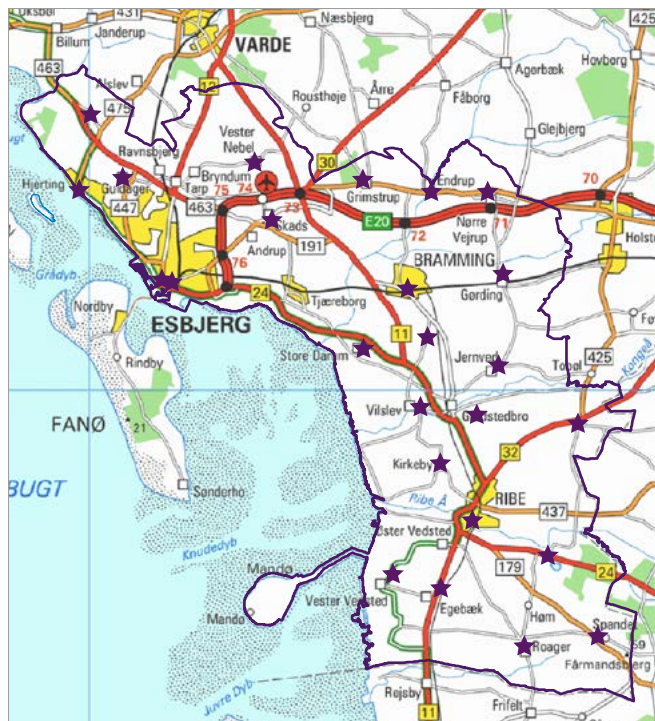 Oksbøl
431
Billum
Janderup
Næsbjerg
425
VARDE
463
Hovborg
Agerbæk
Alslev
12
475
Rousthøje
Årre
Fåborg
Vester
Nebel
30
Glejbjerg
Ravnsbjerg
Bryndum
Tarp
Hjerting
Guldager
74
75
463
447
Grimstrup
Endrup
70
73
E20
Skads
72
Nørre
Vejrup
71
Holst
191
Andrup
76
BRAMMING
Grådyb
24
Tjæreborg
Gørding
Nordby
ESBJERG
11
Rindby
Store Darum
Jernved
425
Tobøl
Kongeå
FANØ
21
Vilslev
Gredstedbro
32
Kirkeby
BUGT
Sønderho
Ribe Å
RIBE
437
Øster Vedsted
Knudedyb
Mandø
179
24
Vester Vedsted
Egebæk
Mandø
Høm
Spandet
Roager
59
Fårmandsbjerg
Juvre Dyb
Rejsby
11
Frifelt